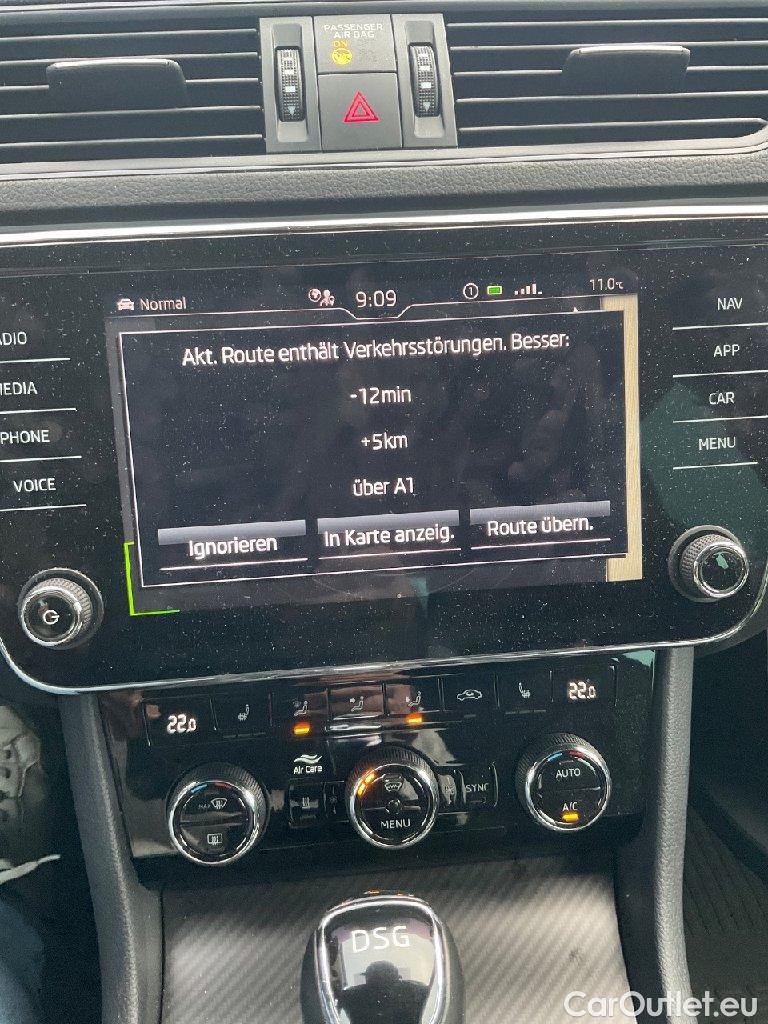 PASSENGER
AIR BAG
ON
Normal
9:09
1
11.0°C
Akt. Route enthält Verkehrsstörungen. Besser:
-12min
+5km
über A1
Ignorieren
In Karte anzeig.
Route übern.
ADIO
MEDIA
PHONE
VOICE
NAV
APP
CAR
MENU
22.0
22.0
Air Care
MAX
MENU
SYNC
AUTO
A/C
DSG
CarOutlet.eu